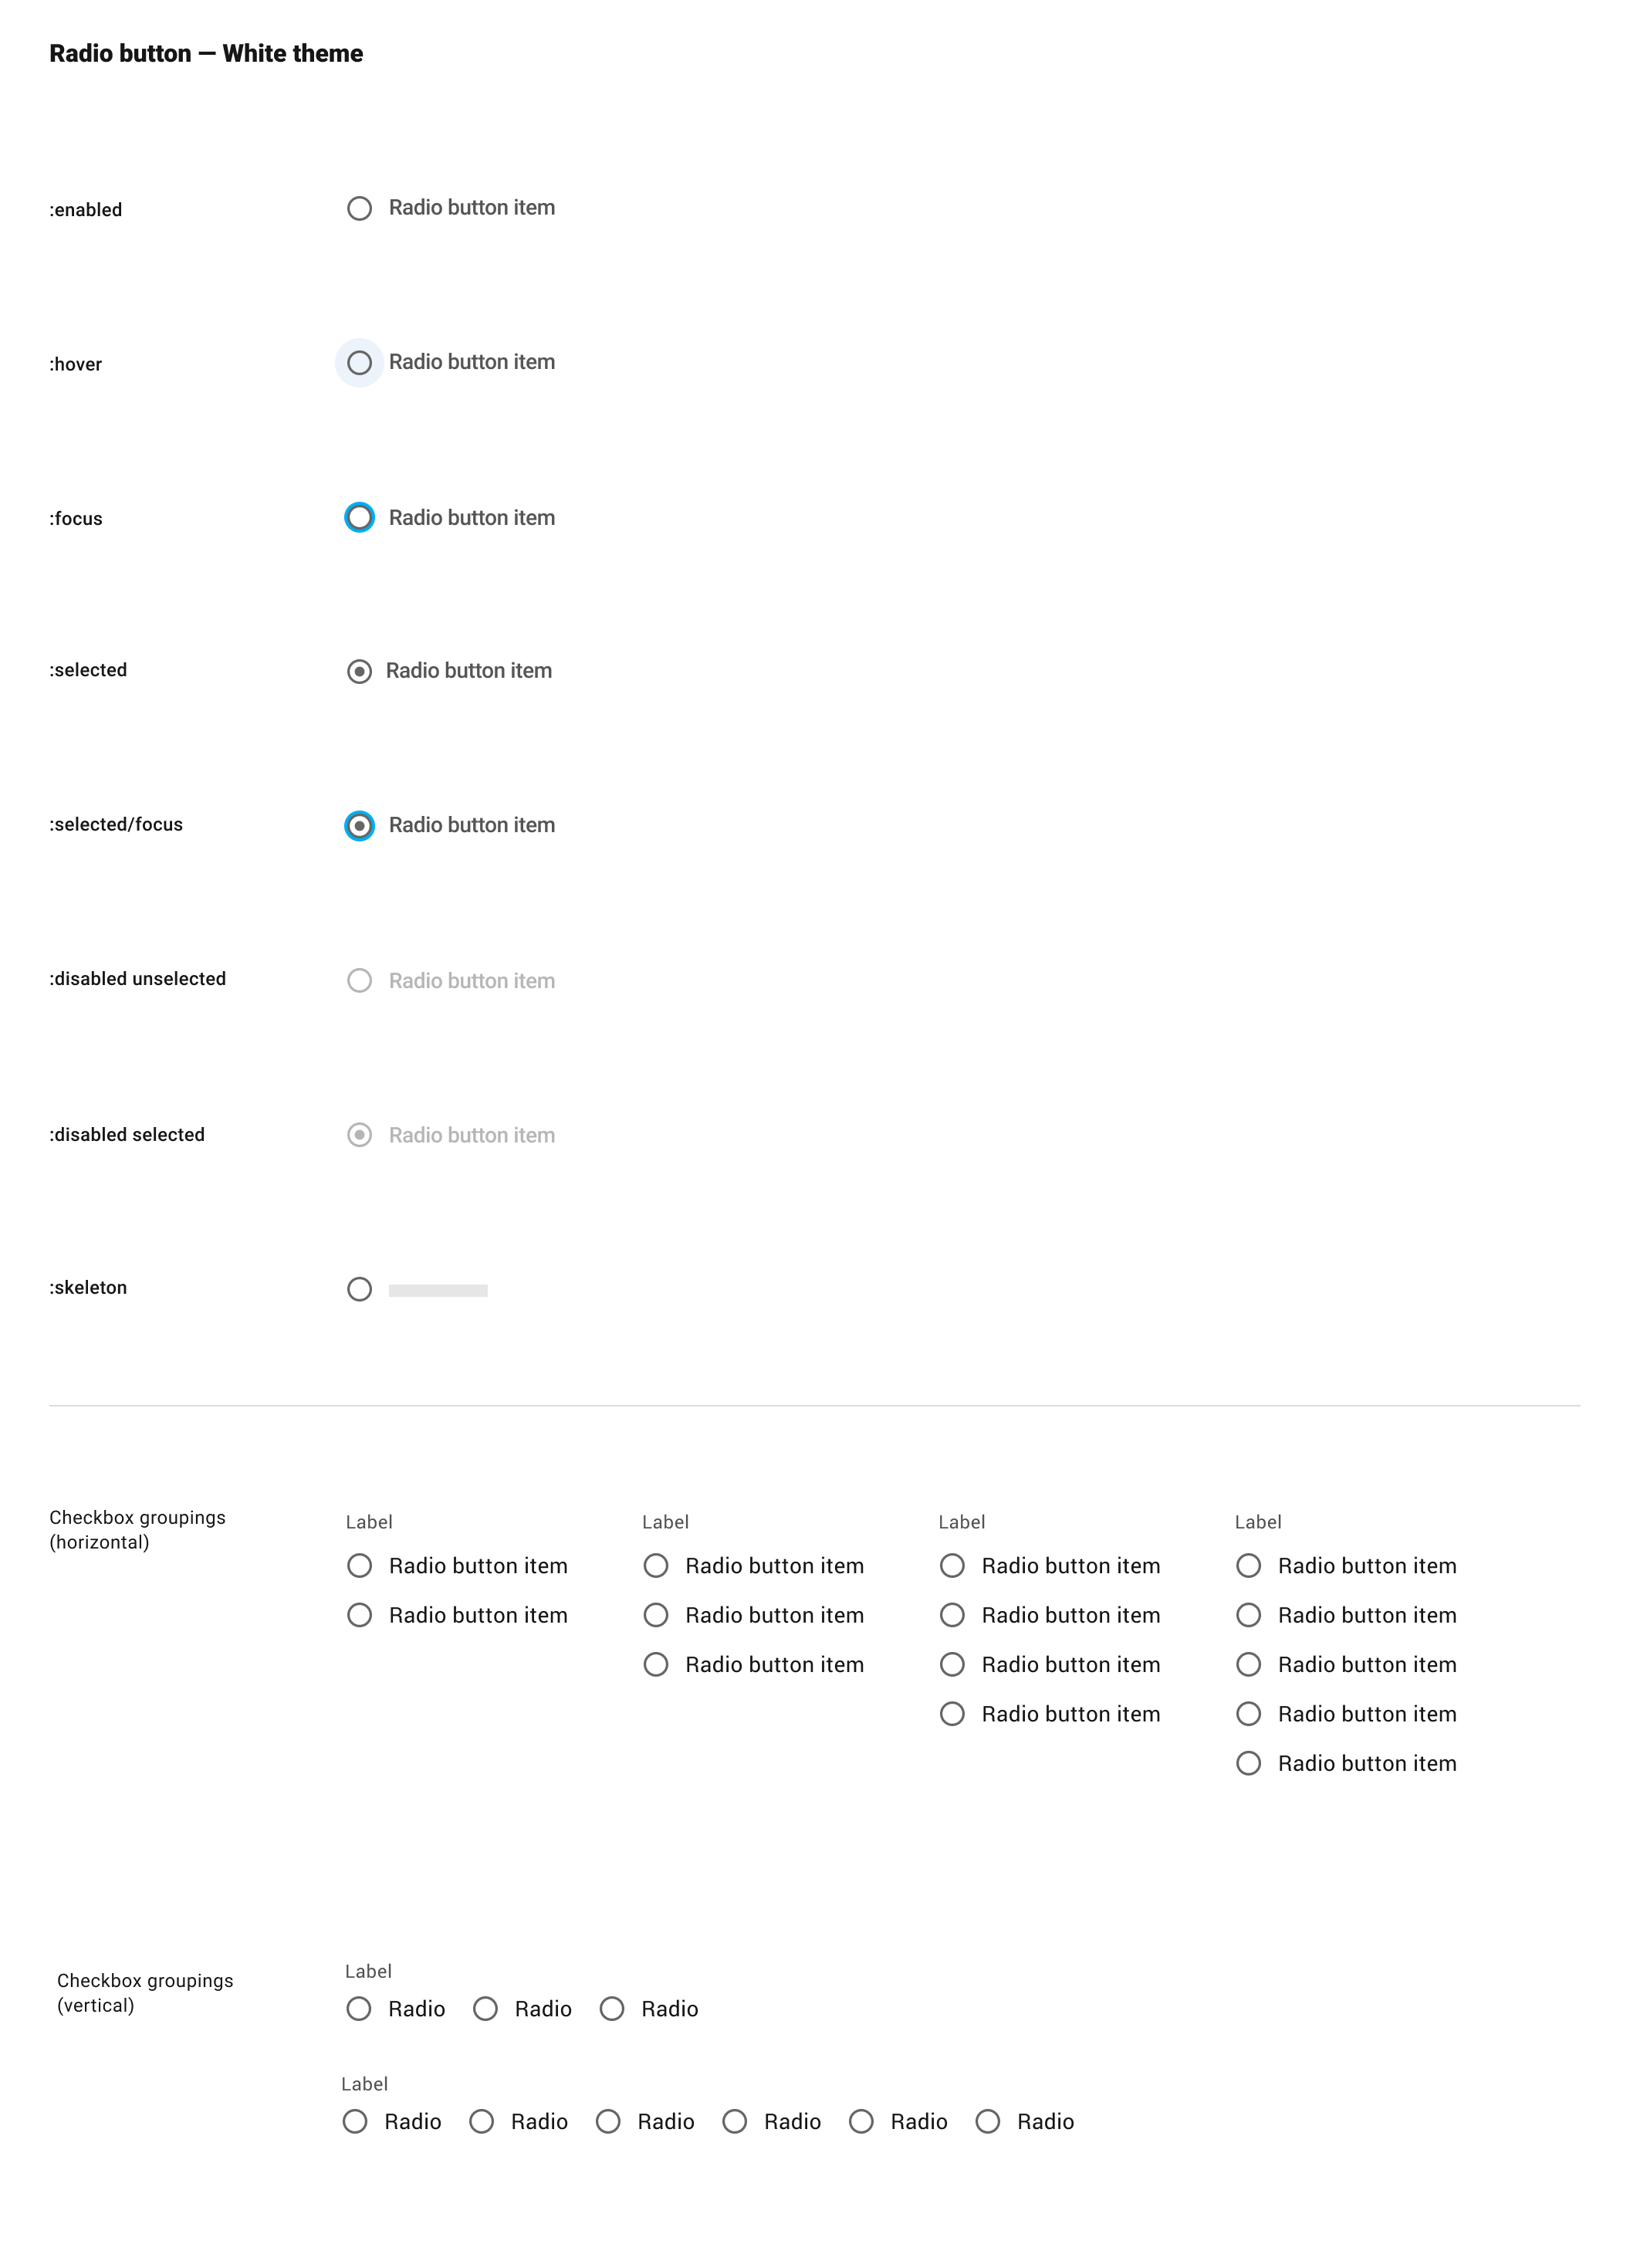 Radio button — White theme
:enabled
Radio button item
:hover
Radio button item
:focus
Radio button item
:selected
Radio button item
:selected/focus
Radio button item
:disabled unselected
Radio button item
:disabled selected
Radio button item
:skeleton
Checkbox groupings
(horizontal)
Label
Radio button item
Radio button item
Label
Radio button item
Radio button item
Radio button item
Label
Radio button item
Radio button item
Radio button item
Radio button item
Label
Radio button item
Radio button item
Radio button item
Radio button item
Radio button item
Checkbox groupings
(vertical)
Label
Radio Radio Radio
Label
Radio Radio Radio Radio Radio Radio